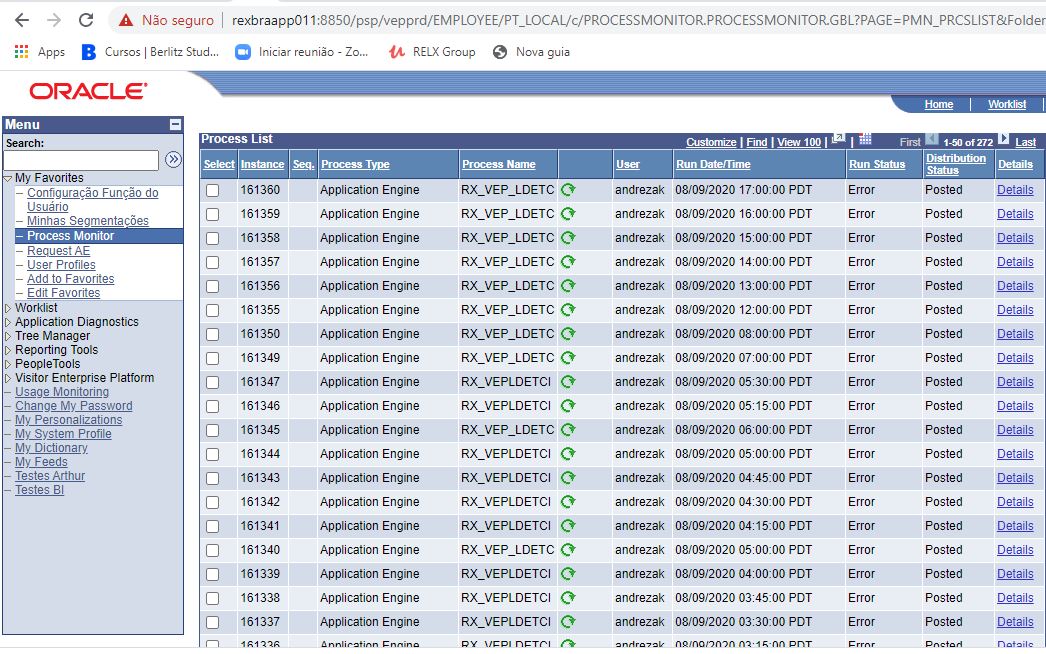 Não seguro | rexbraapp011:8850/psp/vepprd/EMPLOYEE/PT_LOCAL/c/PROCESSMONITOR.PROCESSMONITOR.GBL?PAGE=PMN_PRCSLIST&Folder
Apps Cursos | Berlitz Stud... Iniciar reunião - Zo... RELX Group Nova guia
ORACLE
Home | Worklist |
Menu
Search:
My Favorites
Configuração Função do
Usuário
Minhas Segmentações
Process Monitor
Request AE
User Profiles
Add to Favorites
Edit Favorites
Worklist
Application Diagnostics
Tree Manager
Reporting Tools
PeopleTools
Visitor Enterprise Platform
Usage Monitoring
Change My Password
My Personalizations
My System Profile
My Dictionary
My Feeds
Testes Arthur
Testes BI
Process List Customize | Find | View 100 | | First 1-50 of 272 Last
Select Instance Seq. Process Type Process Name User Run Date/Time Run Status Distribution Status Details
161360 Application Engine RX_VEP_LDETC andrezak 08/09/2020 17:00:00 PDT Error Posted Details
161359 Application Engine RX_VEP_LDETC andrezak 08/09/2020 16:00:00 PDT Error Posted Details
161358 Application Engine RX_VEP_LDETC andrezak 08/09/2020 15:00:00 PDT Error Posted Details
161357 Application Engine RX_VEP_LDETC andrezak 08/09/2020 14:00:00 PDT Error Posted Details
161356 Application Engine RX_VEP_LDETC andrezak 08/09/2020 13:00:00 PDT Error Posted Details
161355 Application Engine RX_VEP_LDETC andrezak 08/09/2020 12:00:00 PDT Error Posted Details
161350 Application Engine RX_VEP_LDETC andrezak 08/09/2020 08:00:00 PDT Error Posted Details
161349 Application Engine RX_VEP_LDETC andrezak 08/09/2020 07:00:00 PDT Error Posted Details
161347 Application Engine RX_VEPLDETCI andrezak 08/09/2020 05:30:00 PDT Error Posted Details
161346 Application Engine RX_VEPLDETCI andrezak 08/09/2020 05:15:00 PDT Error Posted Details
161345 Application Engine RX_VEP_LDETC andrezak 08/09/2020 06:00:00 PDT Error Posted Details
161344 Application Engine RX_VEPLDETCI andrezak 08/09/2020 05:00:00 PDT Error Posted Details
161343 Application Engine RX_VEPLDETCI andrezak 08/09/2020 04:45:00 PDT Error Posted Details
161342 Application Engine RX_VEPLDETCI andrezak 08/09/2020 04:30:00 PDT Error Posted Details
161341 Application Engine RX_VEPLDETCI andrezak 08/09/2020 04:15:00 PDT Error Posted Details
161340 Application Engine RX_VEP_LDETC andrezak 08/09/2020 05:00:00 PDT Error Posted Details
161339 Application Engine RX_VEPLDETCI andrezak 08/09/2020 04:00:00 PDT Error Posted Details
161338 Application Engine RX_VEPLDETCI andrezak 08/09/2020 03:45:00 PDT Error Posted Details
161337 Application Engine RX_VEPLDETCI andrezak 08/09/2020 03:30:00 PDT Error Posted Details
161336 Application Engine RX_VEPLDETCI andrezak 08/09/2020 03:15:00 PDT Error Posted Details